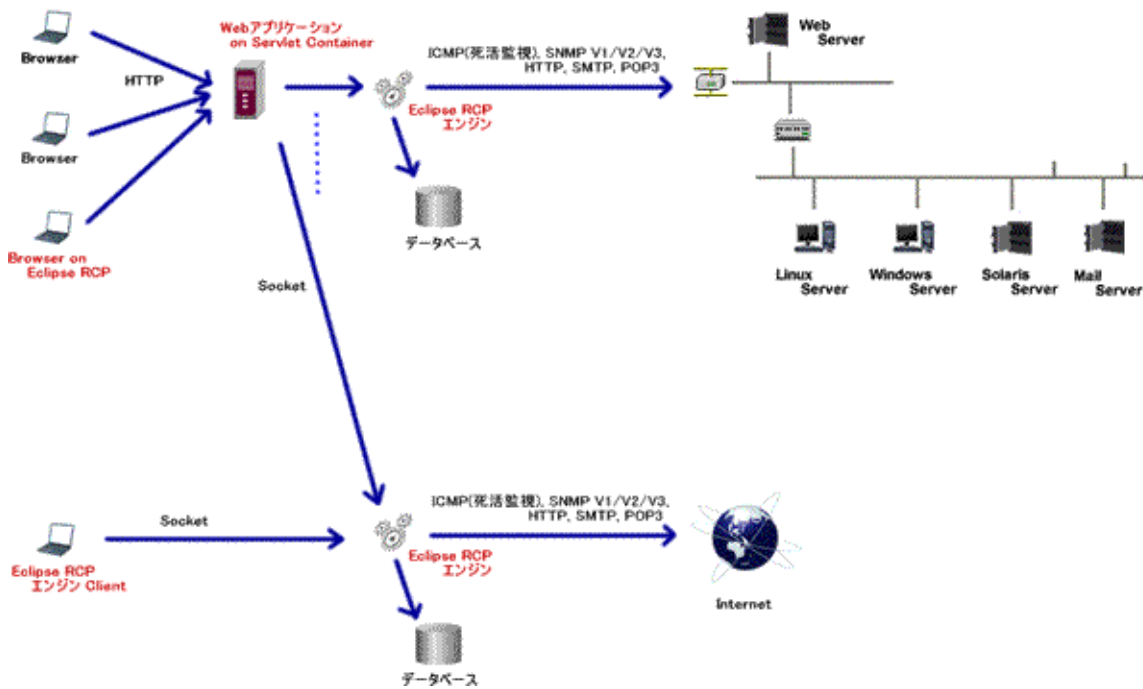 Browser
HTTP
Browser
Browser on
Eclipse RCP
Webアプリケーション
on Servlet Container
ICMP(死活監視), SNMP V1/V2/V3,
HTTP, SMTP, POP3
Eclipse RCP
エンジン
データベース
Socket
Web
Server
Linux
Server
Windows
Server
Solaris
Server
Mail
Server
Socket
Eclipse RCP
エンジン Client
ICMP(死活監視), SNMP V1/V2/V3,
HTTP, SMTP, POP3
Eclipse RCP
エンジン
データベース
Internet